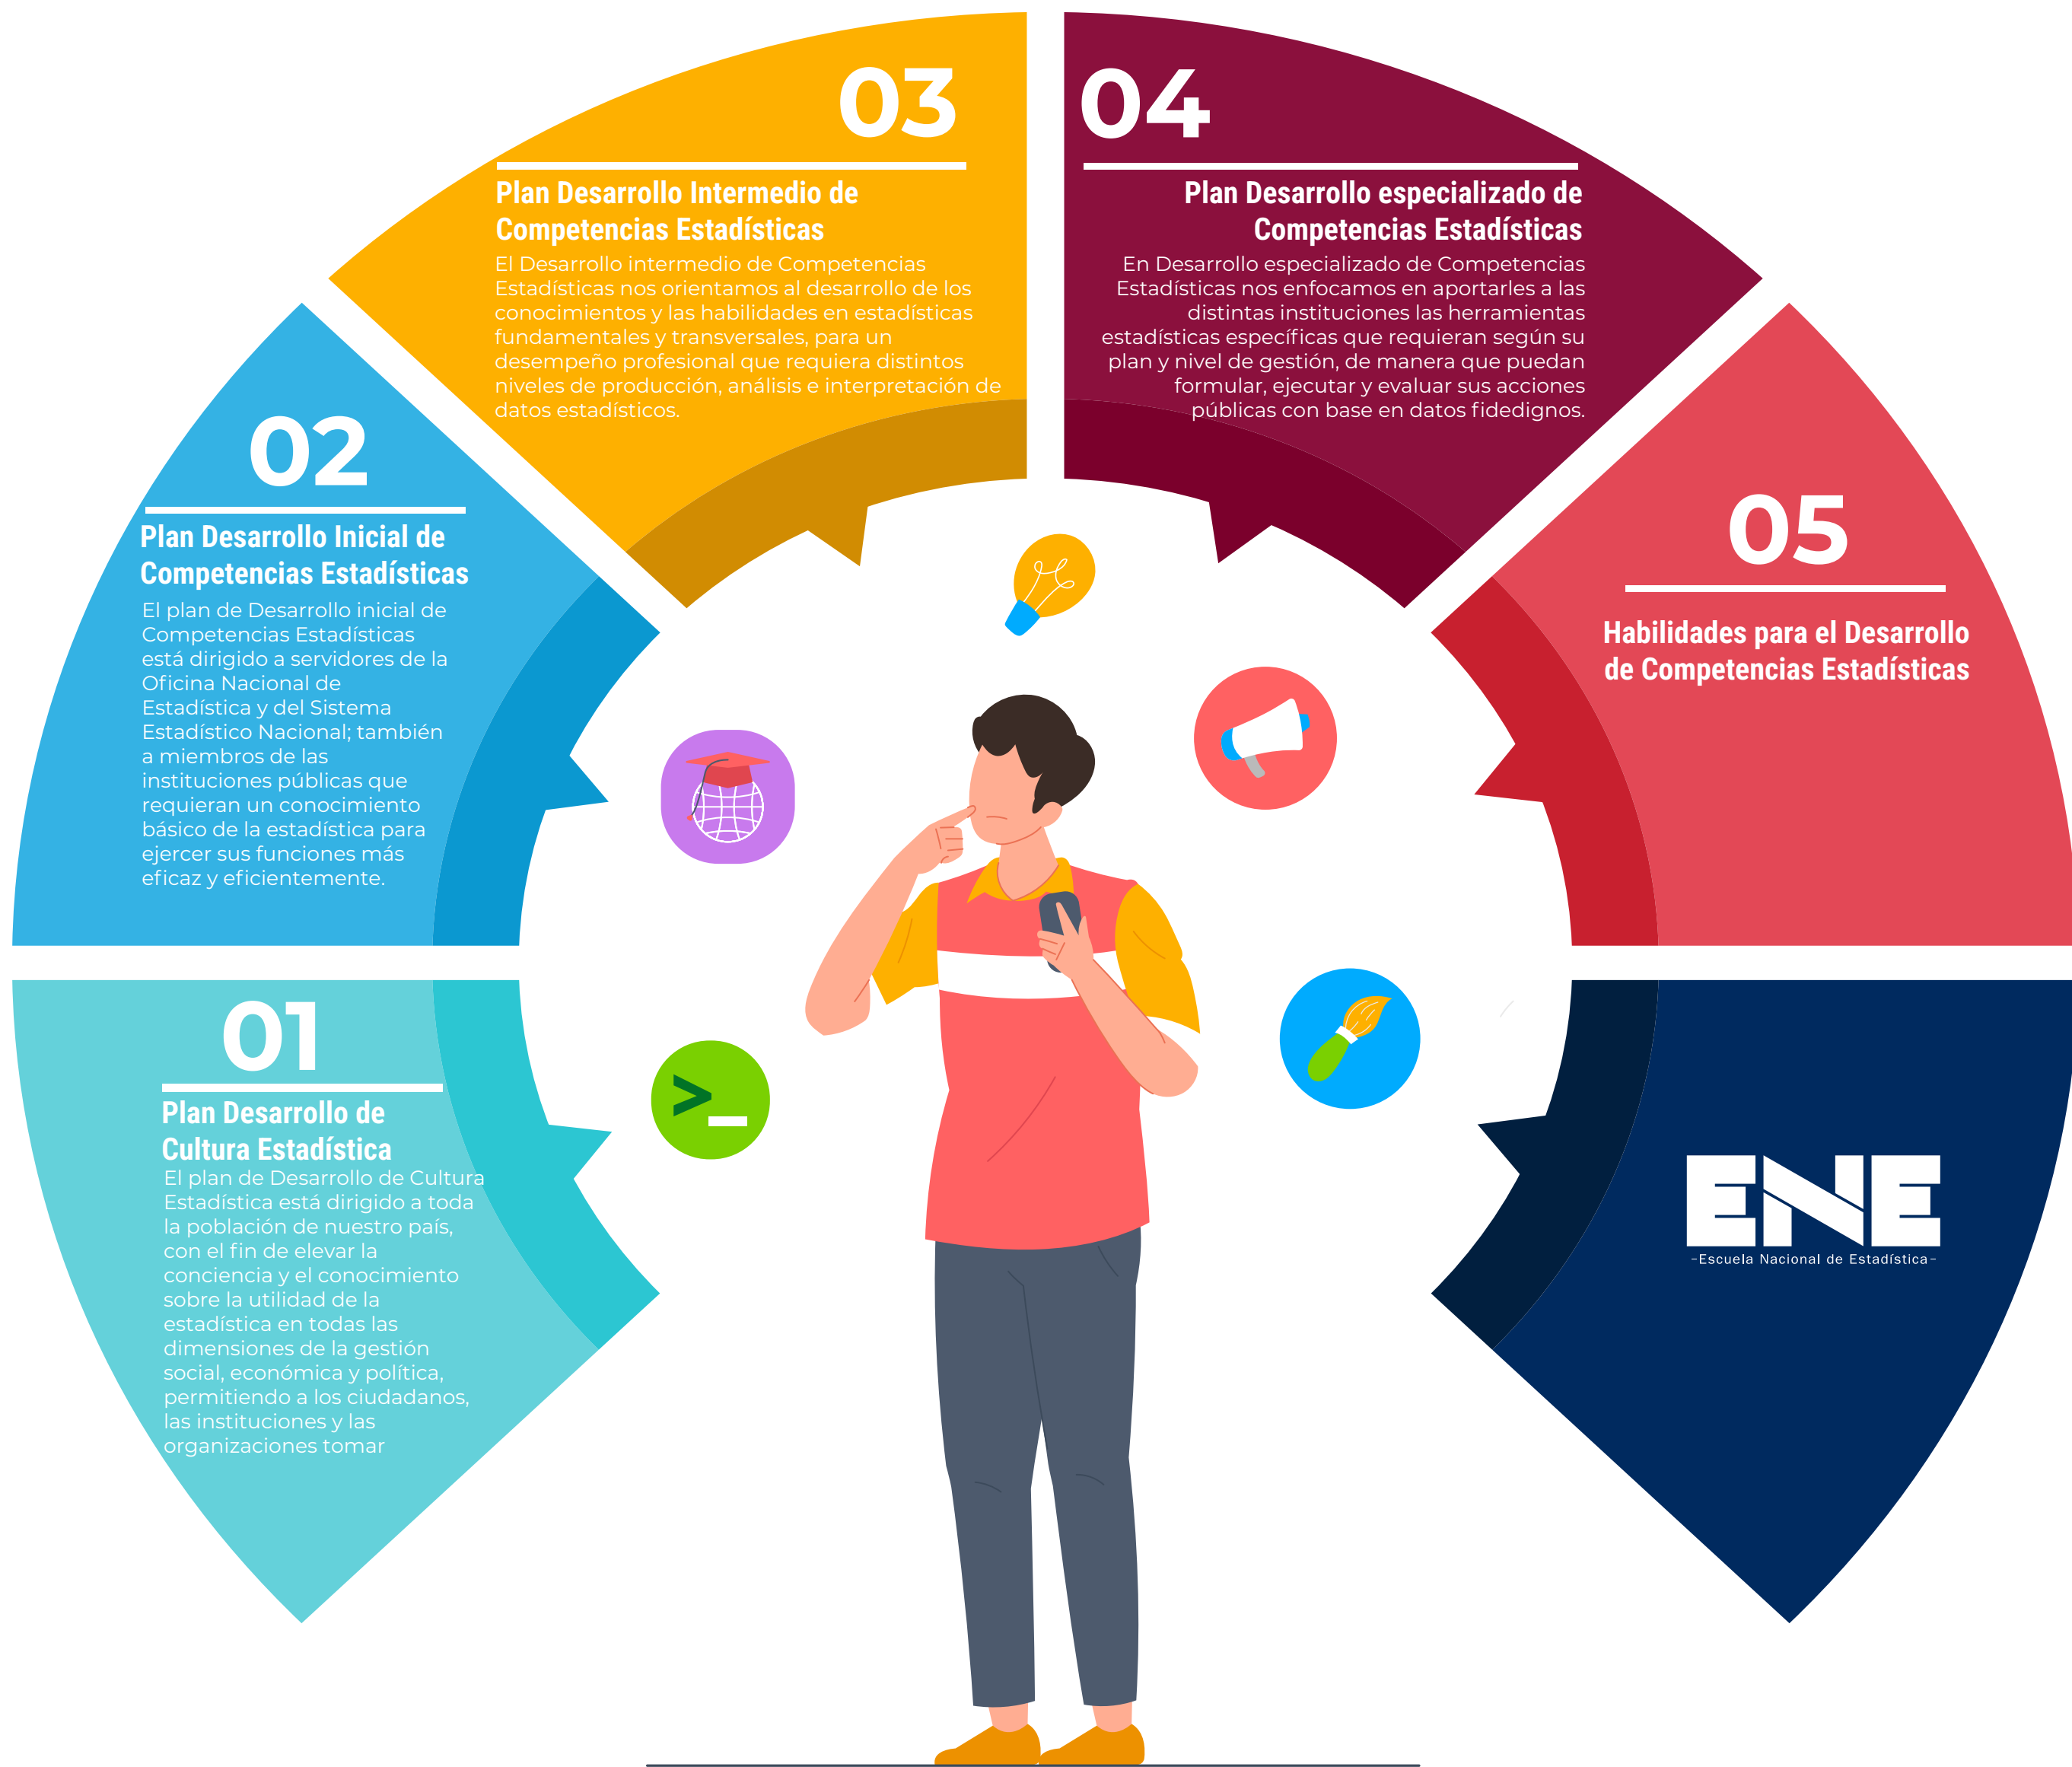 01
Plan Desarrollo de
Cultura Estadística
El plan de Desarrollo de Cultura
Estadística está dirigido a toda
la población de nuestro país,
con el fin de elevar la
conciencia y el conocimiento
sobre la utilidad de la
estadística en todas las
dimensiones de la gestión
social, económica y política,
permitiendo a los ciudadanos,
las instituciones y las
organizaciones tomar
02
Plan Desarrollo Inicial de
Competencias Estadísticas
El plan de Desarrollo inicial de
Competencias Estadísticas
está dirigido a servidores de la
Oficina Nacional de
Estadística y del Sistema
Estadístico Nacional; también
a miembros de las
instituciones públicas que
requieran un conocimiento
básico de la estadística para
ejercer sus funciones más
eficaz y eficientemente.
03
Plan Desarrollo Intermedio de
Competencias Estadísticas
El Desarrollo intermedio de Competencias
Estadísticas nos orientamos al desarrollo de los
conocimientos y las habilidades en estadísticas
fundamentales y transversales, para un
desempeño profesional que requiera distintos
niveles de producción, análisis e interpretación de
datos estadísticos.
04
Plan Desarrollo especializado de
Competencias Estadísticas
En Desarrollo especializado de Competencias
Estadísticas nos enfocamos en aportarles a las
distintas instituciones las herramientas
estadísticas específicas que requieran según su
plan y nivel de gestión, de manera que puedan
formular, ejecutar y evaluar sus acciones
públicas con base en datos fidedignos.
05
Habilidades para el Desarrollo
de Competencias Estadísticas
>_
ENE
-Escuela Nacional de Estadística-